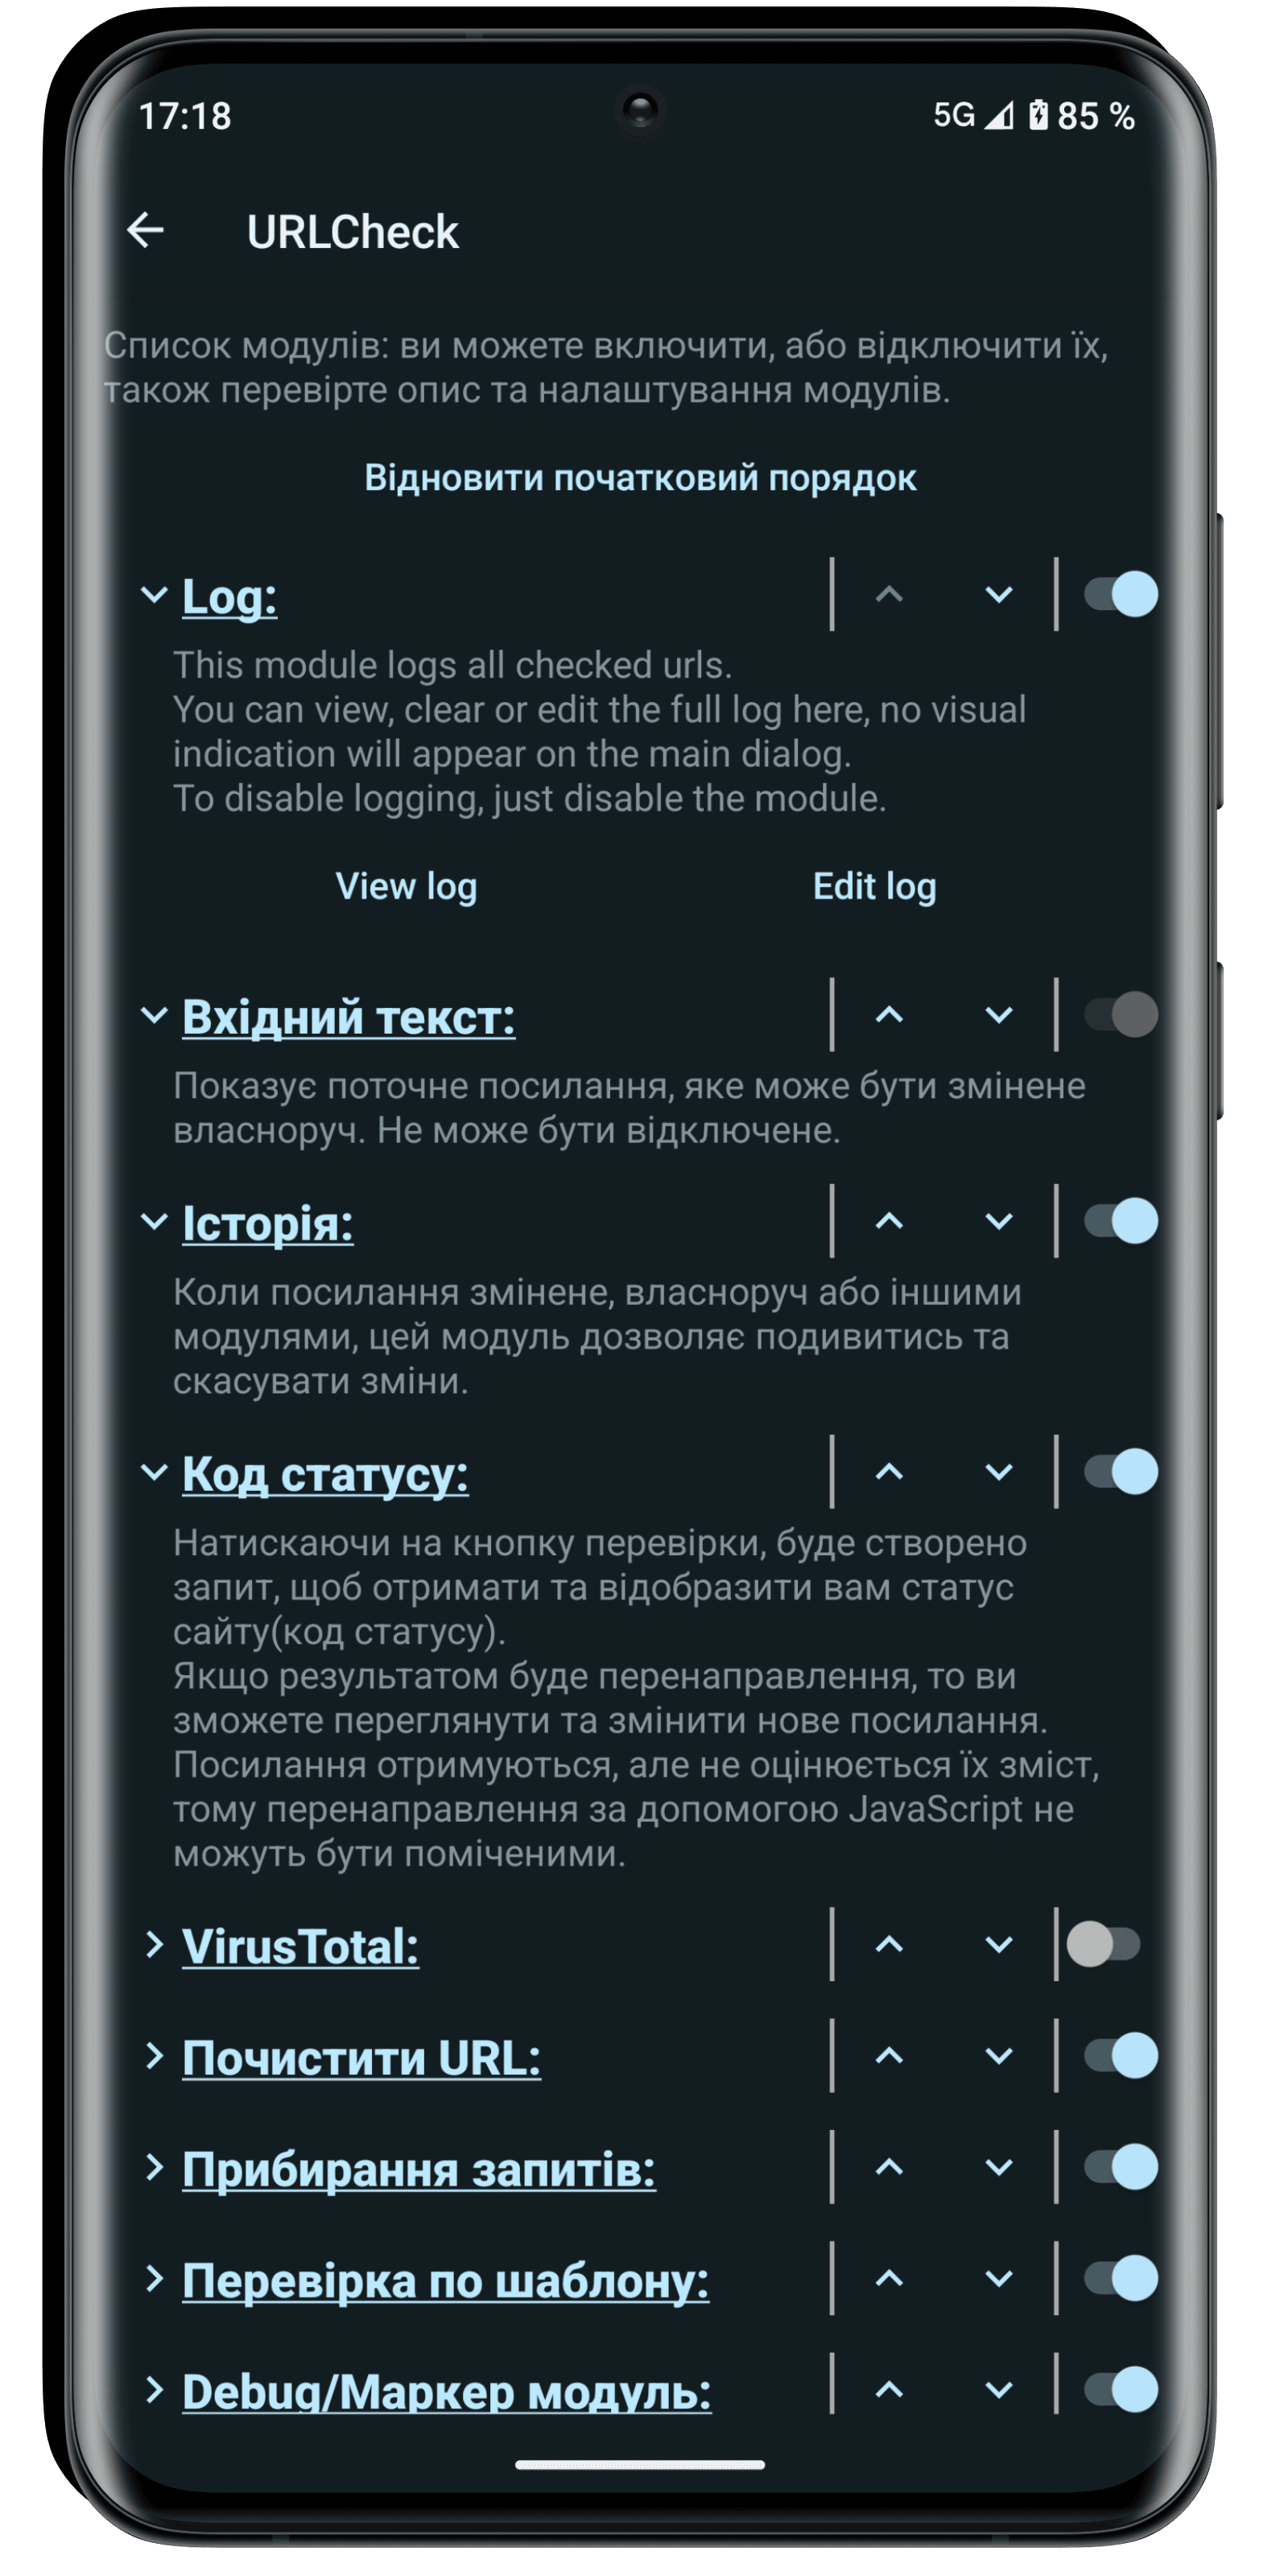 17:18
5G 85 %
URLCheck
Список модулів: ви можете включити, або відключити їх,
також перевірте опис та налаштування модулів.
Відновити початковий порядок
Log:
This module logs all checked urls.
You can view, clear or edit the full log here, no visual
indication will appear on the main dialog.
To disable logging, just disable the module.
View log
Edit log
Вхідний текст:
Показує поточне посилання, яке може бути змінене
власноруч. Не може бути відключене.
Історія:
Коли посилання змінене, власноруч або іншими
модулями, цей модуль дозволяє подивитись та
скасувати зміни.
Код статусу:
Натискаючи на кнопку перевірки, буде створено
запит, щоб отримати та відобразити вам статус
сайту(код статусу).
Якщо результатом буде перенаправлення, то ви
зможете переглянути та змінити нове посилання.
Посилання отримуються, але не оцінюється їх зміст,
тому перенаправлення за допомогою JavaScript не
можуть бути поміченими.
VirusTotal:
Почистити URL:
Прибирання запитів:
Перевірка по шаблону:
Debug/Маркер модуль: